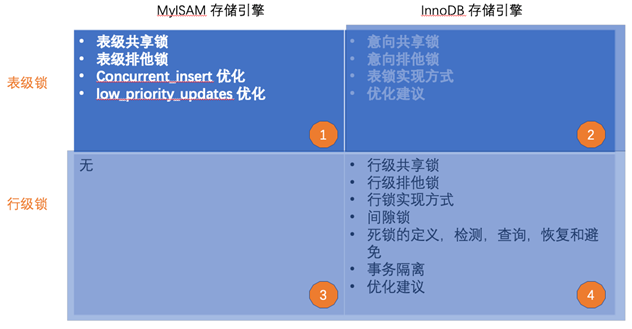 MyISAM 存储引擎
InnoDB 存储引擎
表级锁
• 表级共享锁
• 表级排他锁
• Concurrent_insert 优化
• low_priority_updates 优化
1
• 意向共享锁
• 意向排他锁
• 表锁实现方式
• 优化建议
2
行级锁
无
3
• 行级共享锁
• 行级排他锁
• 行锁实现方式
• 间隙锁
• 死锁的定义，检测，查询，恢复和避
免
• 事务隔离
• 优化建议
4